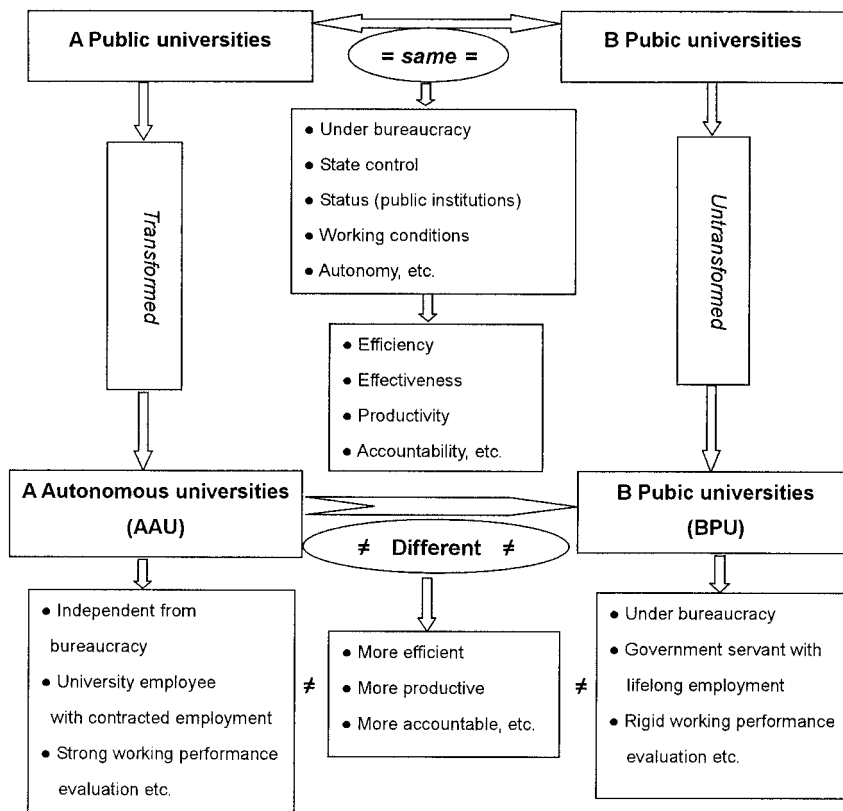 A Public universities
= same =
B Pubic universities
● Under bureaucracy
● State control
● Status (public institutions)
● Working conditions
● Autonomy, etc.
Transformed
Untransformed
● Efficiency
● Effectiveness
● Productivity
● Accountability, etc.
A Autonomous universities
(AAU)
≠ Different ≠
B Pubic universities
(BPU)
● Independent from
bureaucracy
● University employee
with contracted employment
● Strong working performance
evaluation etc.
≠
● More efficient
● More productive
● More accountable, etc.
≠
● Under bureaucracy
● Government servant with
lifelong employment
● Rigid working performance
evaluation etc.